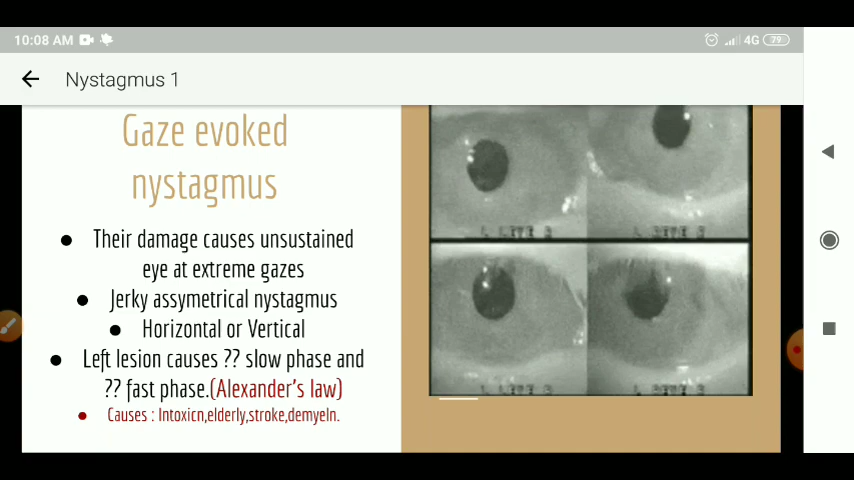 10:08 AM
4G 79
Nystagmus 1
Gaze evoked
nystagmus
● Their damage causes unsustained
eye at extreme gazes
● Jerky assymetrical nystagmus
● Horizontal or Vertical
● Left lesion causes ?? slow phase and
?? fast phase.(Alexander's law)
● Causes : Intoxicn,elderly,stroke,demyeln.